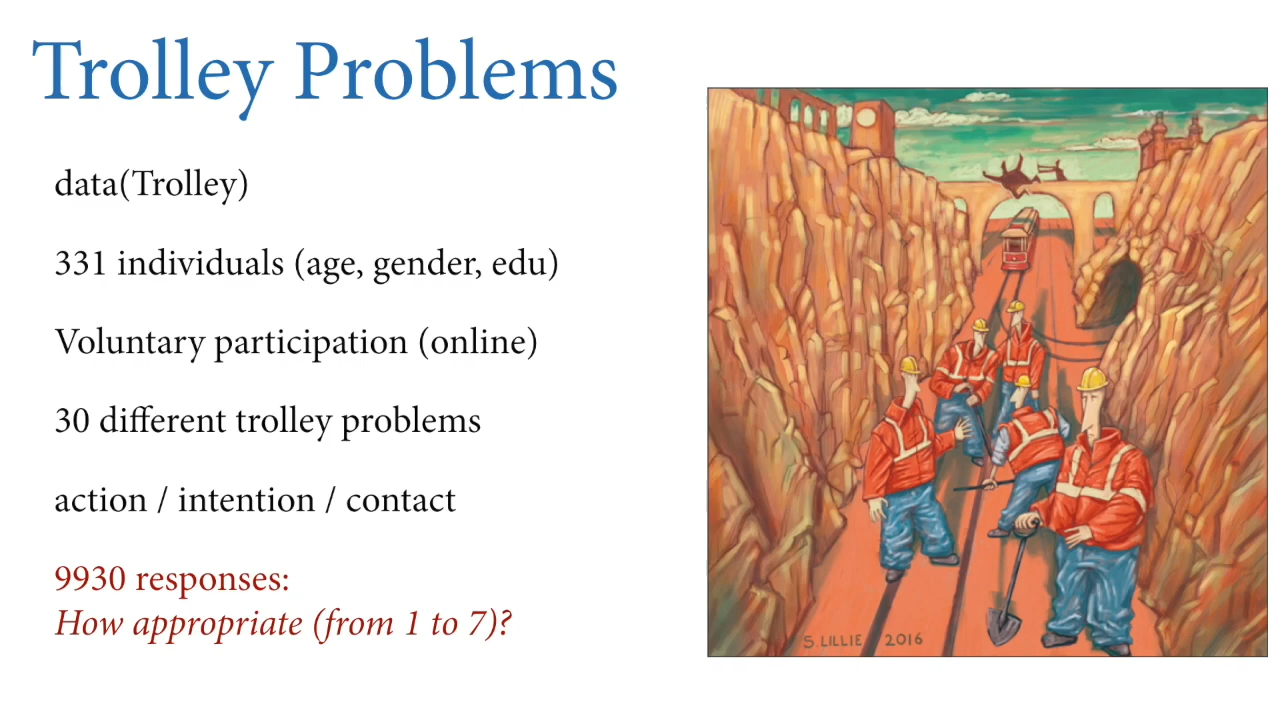 Trolley Problems
data(Trolley)
331 individuals (age, gender, edu)
Voluntary participation (online)
30 different trolley problems
action / intention / contact
9930 responses:
How appropriate (from 1 to 7)?
S. LILLIE 2016